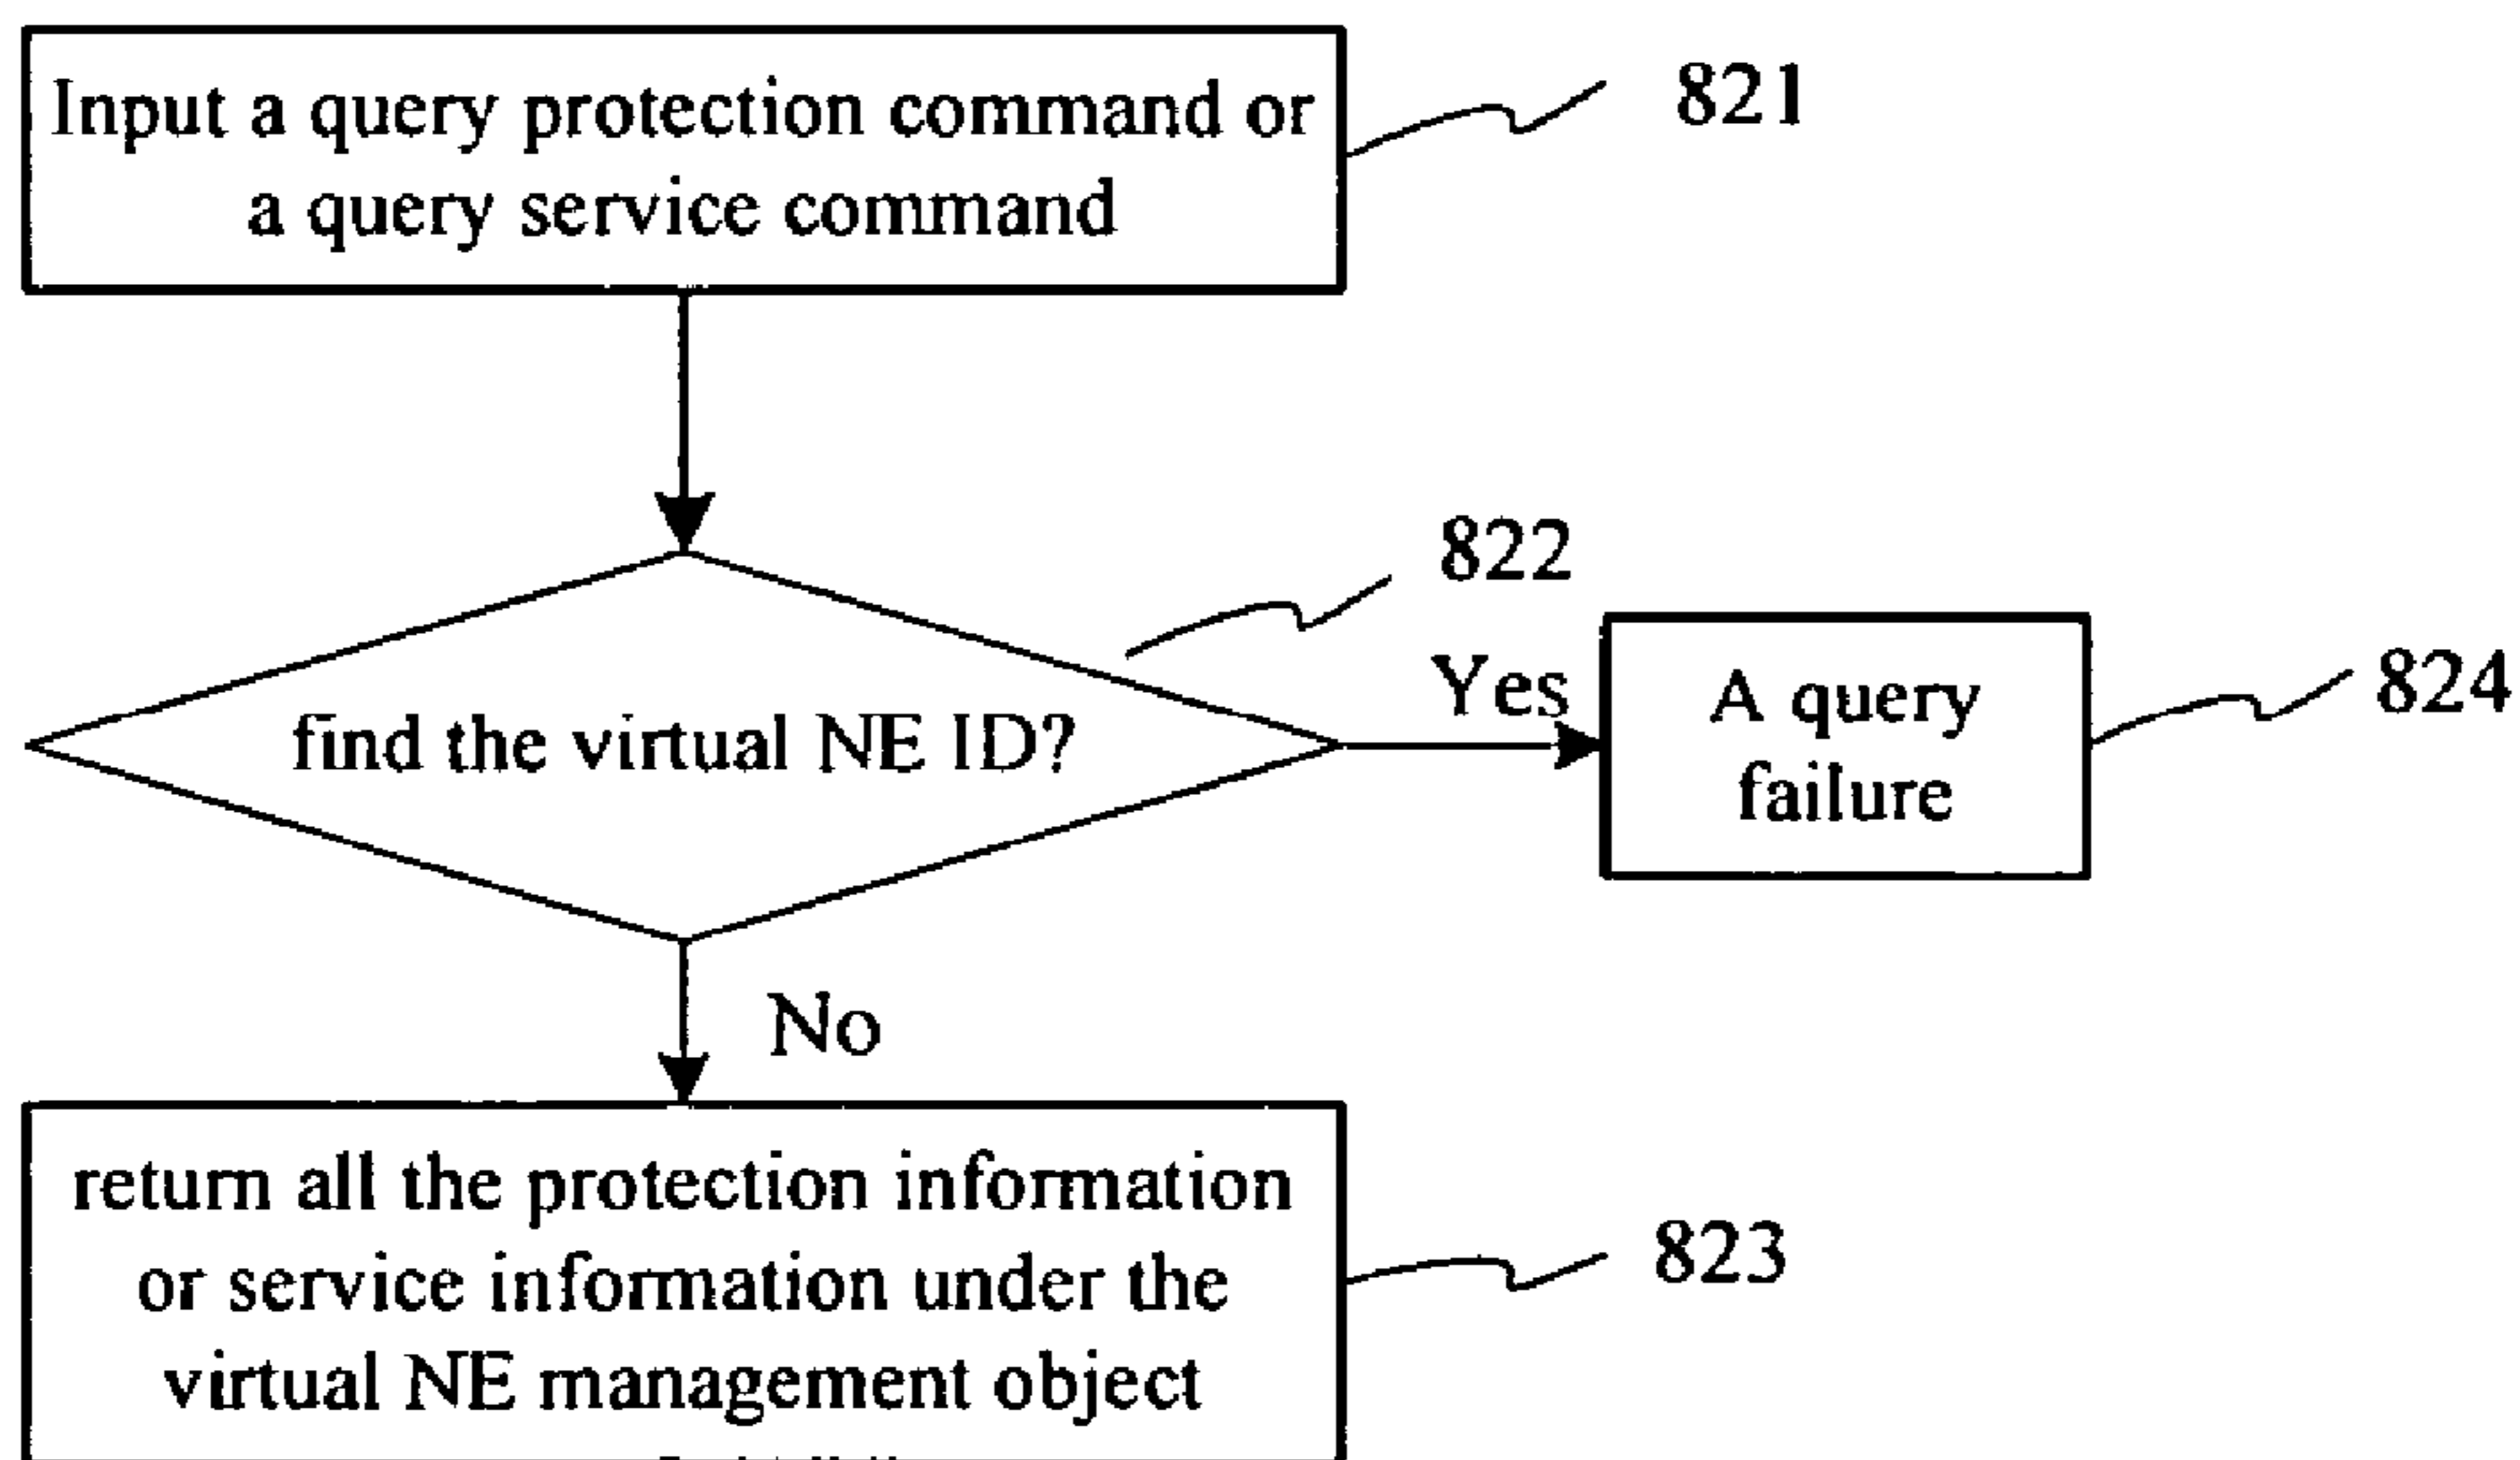 Input a query protection command or
a query service command
821
822
find the virtual NE ID?
Yes
A query
failure
824
No
return all the protection information
or service information under the
virtual NE management object
823